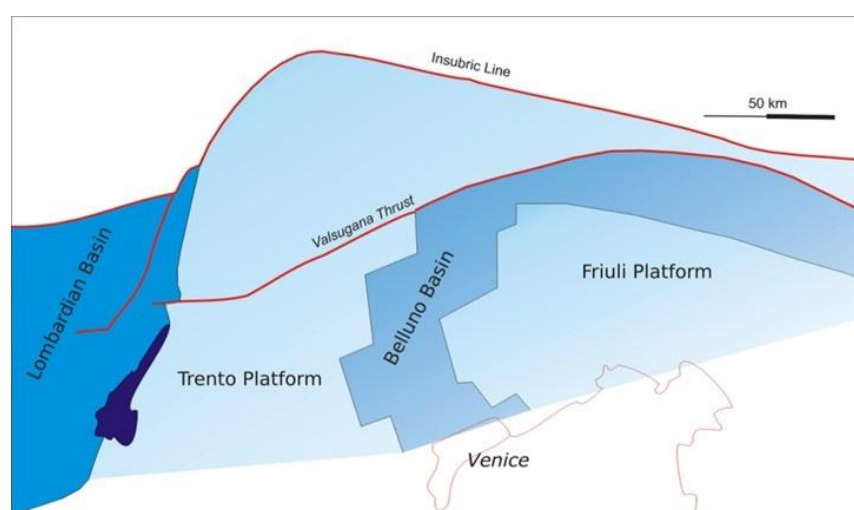 Insubric Line
50 km
Valsugana Thrust
Lombardian Basin
Belluno Basin
Friuli Platform
Trento Platform
Venice